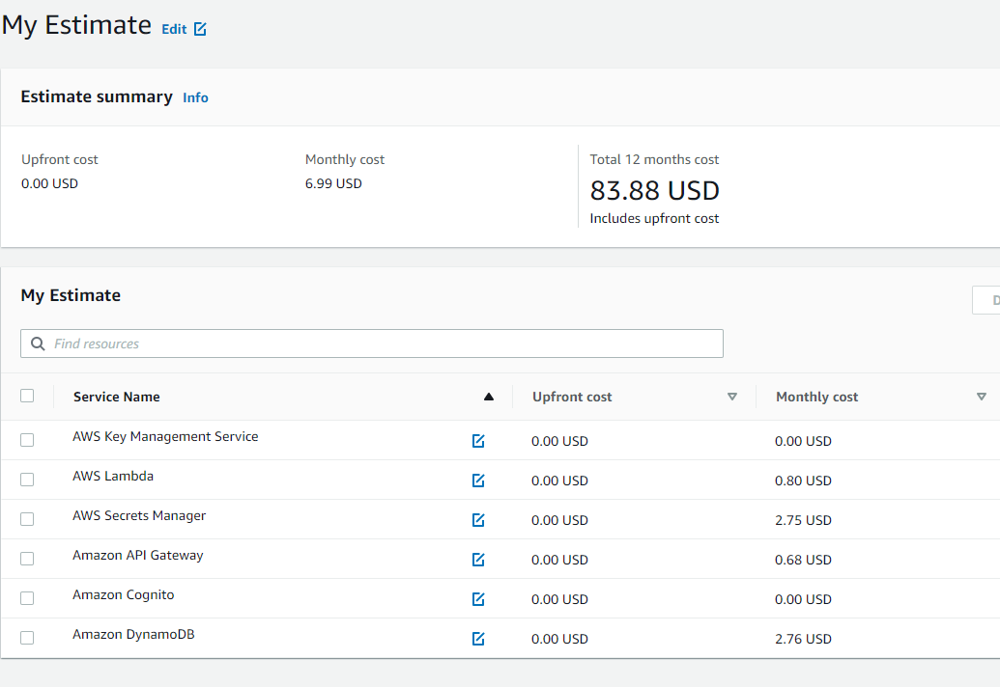 My Estimate Edit
Estimate summary Info
Upfront cost Monthly cost Total 12 months cost
0.00 USD 6.99 USD 83.88 USD
Includes upfront cost
My Estimate D
Find resources
Service Name Upfront cost Monthly cost
AWS Key Management Service 0.00 USD 0.00 USD
AWS Lambda 0.00 USD 0.80 USD
AWS Secrets Manager 0.00 USD 2.75 USD
Amazon API Gateway 0.00 USD 0.68 USD
Amazon Cognito 0.00 USD 0.00 USD
Amazon DynamoDB 0.00 USD 2.76 USD